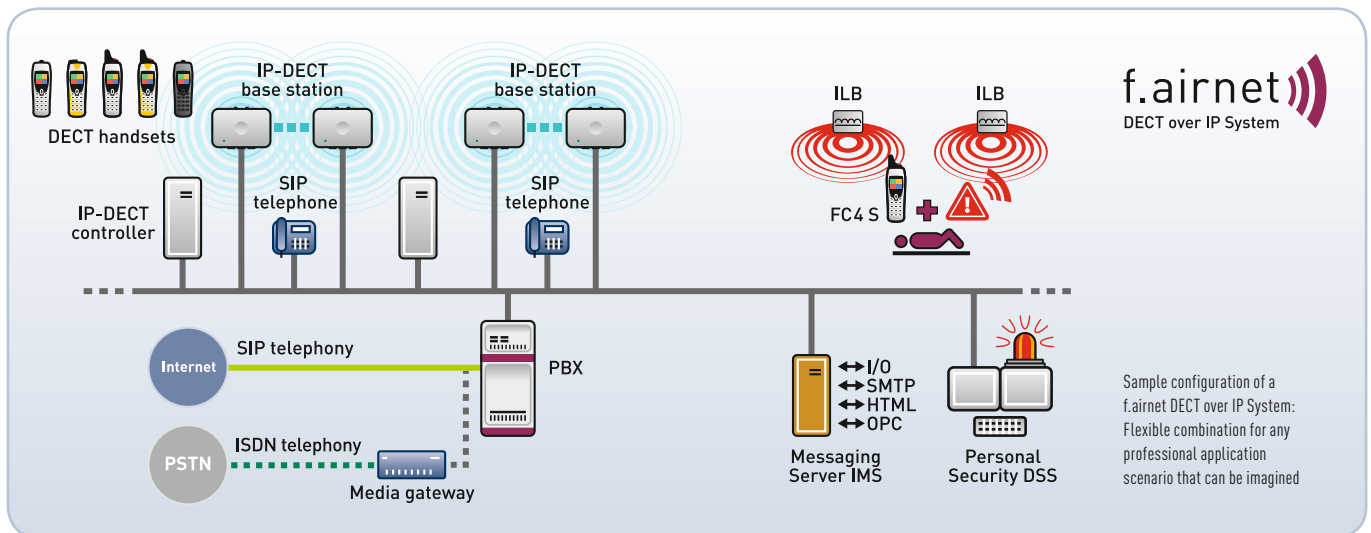 IP-DECT
base station
IP-DECT
base station
ILB
ILB
f.airnet
DECT over IP System
DECT handsets
SIP
telephone
SIP
telephone
IP-DECT
controller
FC4 S
Internet
SIP telephony
PBX
I/O
SMTP
HTML
OPC
PSTN
ISDN telephony
Media gateway
Messaging
Server IMS
Personal
Security DSS
Sample configuration of a
f.airnet DECT over IP System:
Flexible combination for any
professional application
scenario that can be imagined